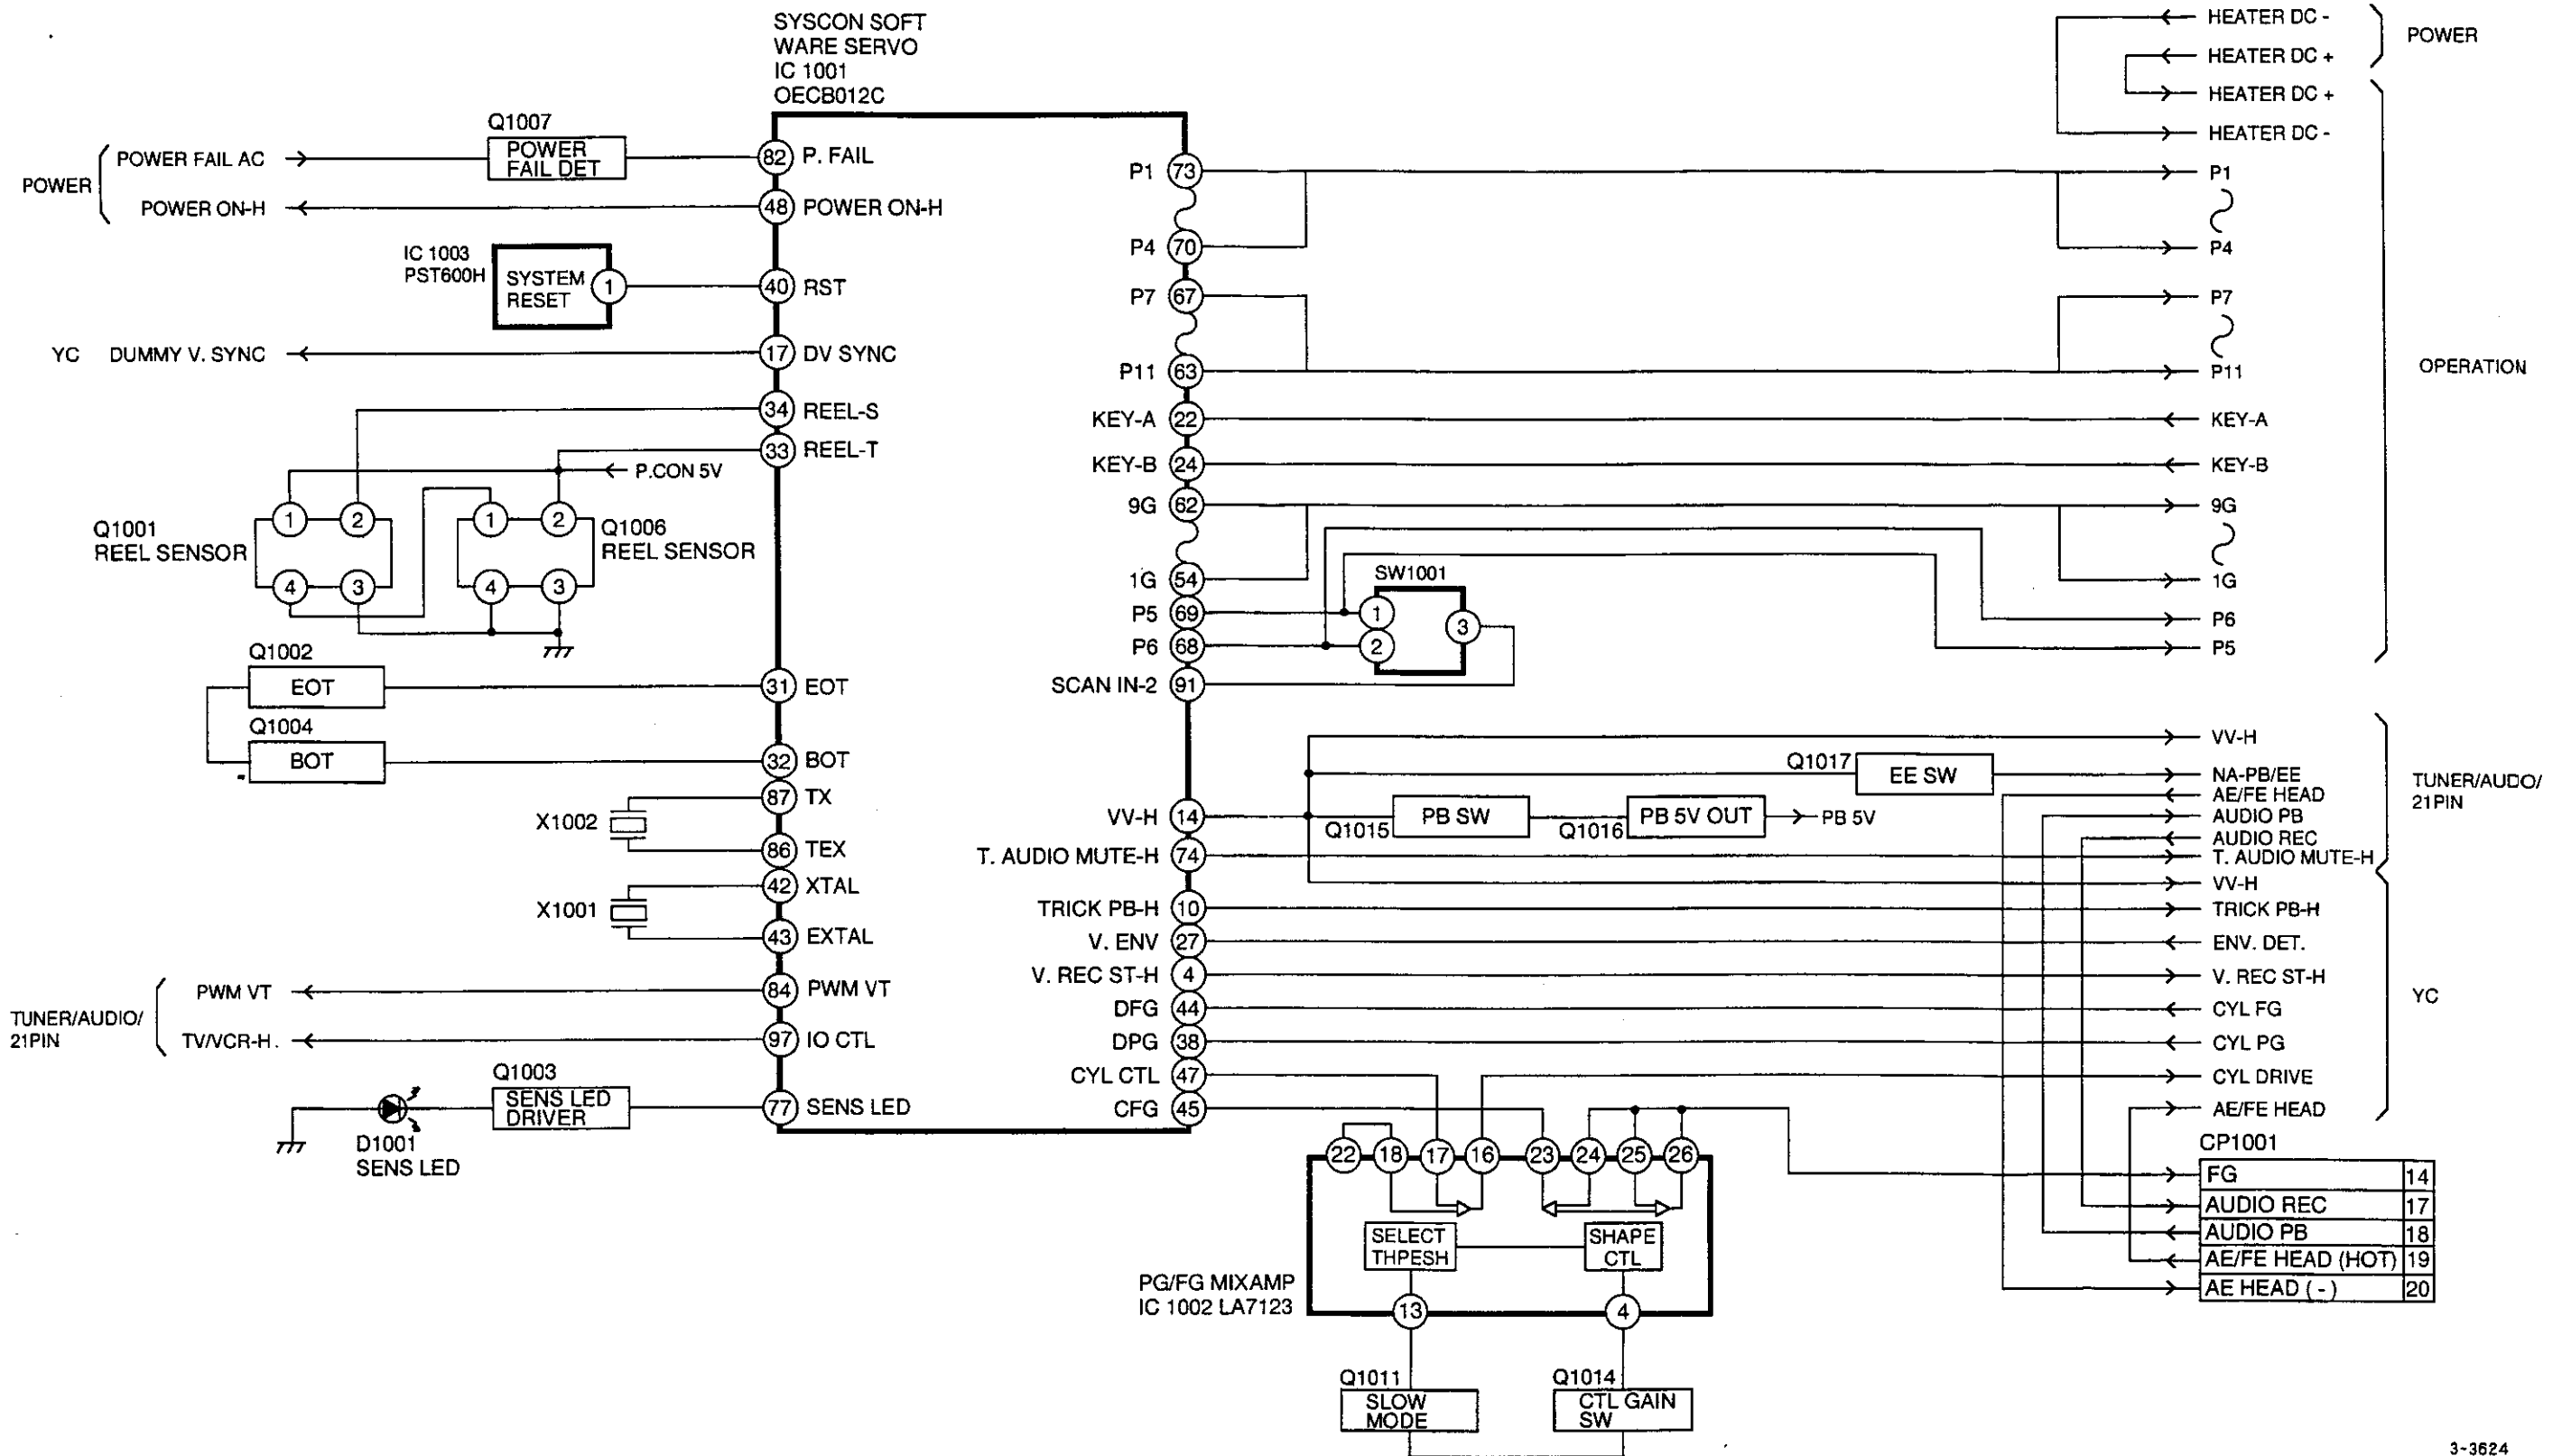 SYSCON SOFT
WARE SERVO
IC 1001
OECB012C
POWER
POWER FAIL AC
Q1007
POWER
FAIL DET
82 P. FAIL
POWER ON-H
48 POWER ON-H
IC 1003
PST600H
SYSTEM
RESET
1
40 RST
YC DUMMY V. SYNC
17 DV SYNC
34 REEL-S
33 REEL-T
P.CON 5V
Q1001
REEL SENSOR
1 2
4 3
1 2
4 3
Q1006
REEL SENSOR
Q1002
EOT
31 EOT
Q1004
BOT
32 BOT
87 TX
X1002
86 TEX
42 XTAL
X1001
43 EXTAL
TUNER/AUDIO/
21PIN
PWM VT
84 PWM VT
TV/VCR-H.
97 IO CTL
Q1003
SENS LED
DRIVER
77 SENS LED
D1001
SENS LED
P1 73
P4 70
P7 67
P11 63
KEY-A 22
KEY-B 24
9G 62
1G 54
P5 69
P6 68
SCAN IN-2 91
SW1001
1
2
3
VV-H 14
T. AUDIO MUTE-H 74
TRICK PB-H 10
V. ENV 27
V. REC ST-H 4
DFG 44
DPG 38
CYL CTL 47
CFG 45
Q1015
PB SW
Q1016
PB 5V OUT
PB 5V
Q1017
EE SW
HEATER DC -
HEATER DC +
POWER
HEATER DC +
HEATER DC -
P1
P4
P7
P11
KEY-A
KEY-B
9G
1G
P6
P5
OPERATION
VV-H
NA-PB/EE
AE/FE HEAD
AUDIO PB
AUDIO REC
T. AUDIO MUTE-H
TUNER/AUDIO/
21PIN
VV-H
TRICK PB-H
ENV. DET.
V. REC ST-H
CYL FG
CYL PG
CYL DRIVE
AE/FE HEAD
YC
CP1001
FG 14
AUDIO REC 17
AUDIO PB 18
AE/FE HEAD (HOT) 19
AE HEAD ( - ) 20
22 18 17 16 23 24 25 26
SELECT
THPESH
SHAPE
CTL
PG/FG MIXAMP
IC 1002 LA7123
13
4
Q1011
SLOW
MODE
Q1014
CTL GAIN
SW
3-3624